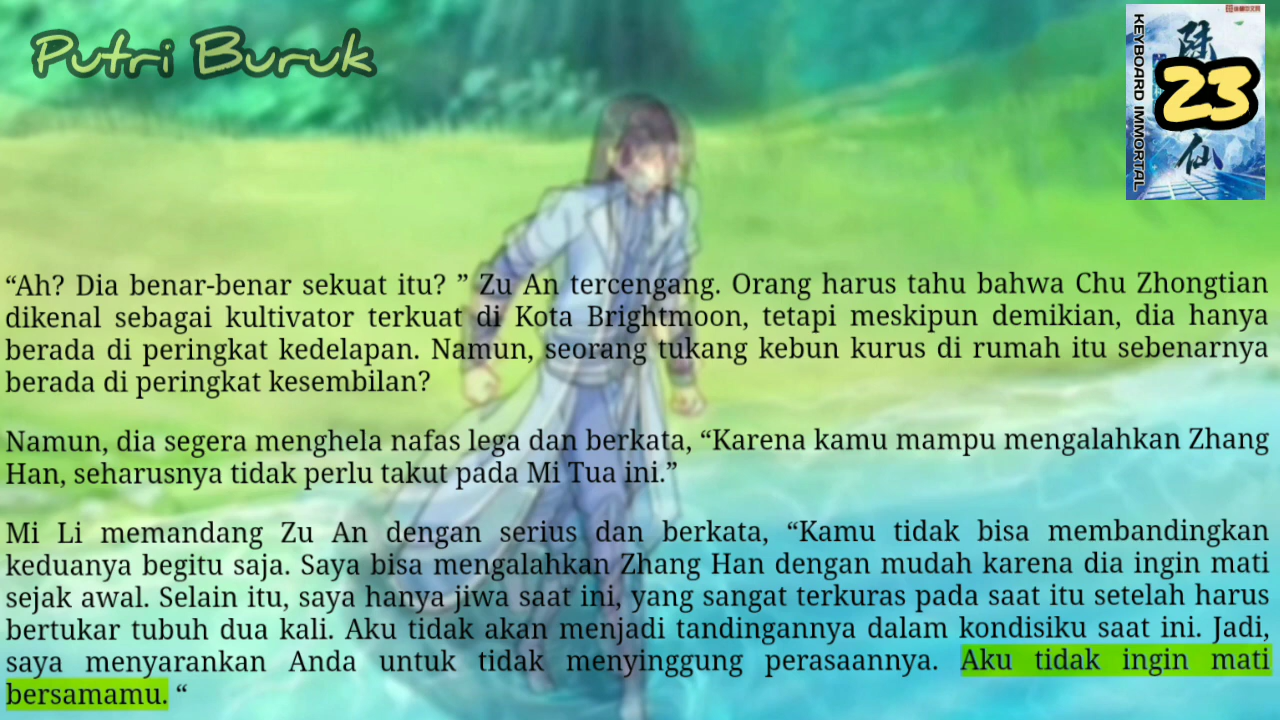 Putri Buruk
KEYBOARD IMMORTAL
23
仙
“Ah? Dia benar-benar sekuat itu? ” Zu An tercengang. Orang harus tahu bahwa Chu Zhongtian
dikenal sebagai kultivator terkuat di Kota Brightmoon, tetapi meskipun demikian, dia hanya
berada di peringkat kedelapan. Namun, seorang tukang kebun kurus di rumah itu sebenarnya
berada di peringkat kesembilan?
Namun, dia segera menghela nafas lega dan berkata, “Karena kamu mampu mengalahkan Zhang
Han, seharusnya tidak perlu takut pada Mi Tua ini.”
Mi Li memandang Zu An dengan serius dan berkata, “Kamu tidak bisa membandingkan
keduanya begitu saja. Saya bisa mengalahkan Zhang Han dengan mudah karena dia ingin mati
sejak awal. Selain itu, saya hanya jiwa saat ini, yang sangat terkuras pada saat itu setelah harus
bertukar tubuh dua kali. Aku tidak akan menjadi tandingannya dalam kondisiku saat ini. Jadi,
saya menyarankan Anda untuk tidak menyinggung perasaannya. Aku tidak ingin mati
bersamamu. “